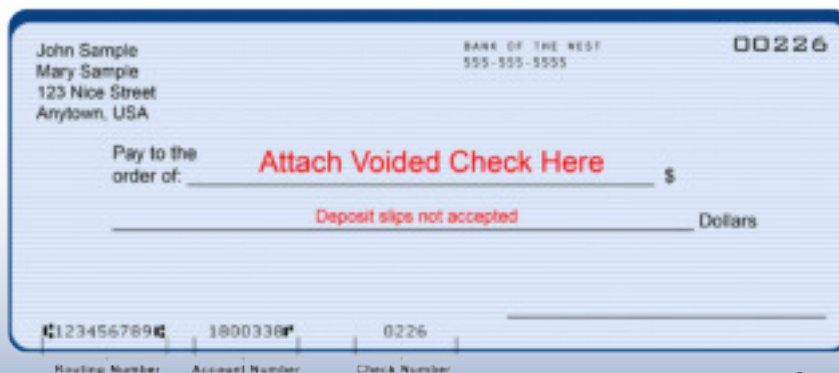 John Sample
Mary Sample
123 Nice Street
Anytown, USA
BANK OF THE WEST
555-555-5555
00226
Pay to the
order of: Attach Voided Check Here $
Deposit slips not accepted Dollars
⑆123456789⑆ 1800338⑈ 0226
Routing Number Account Number Check Number